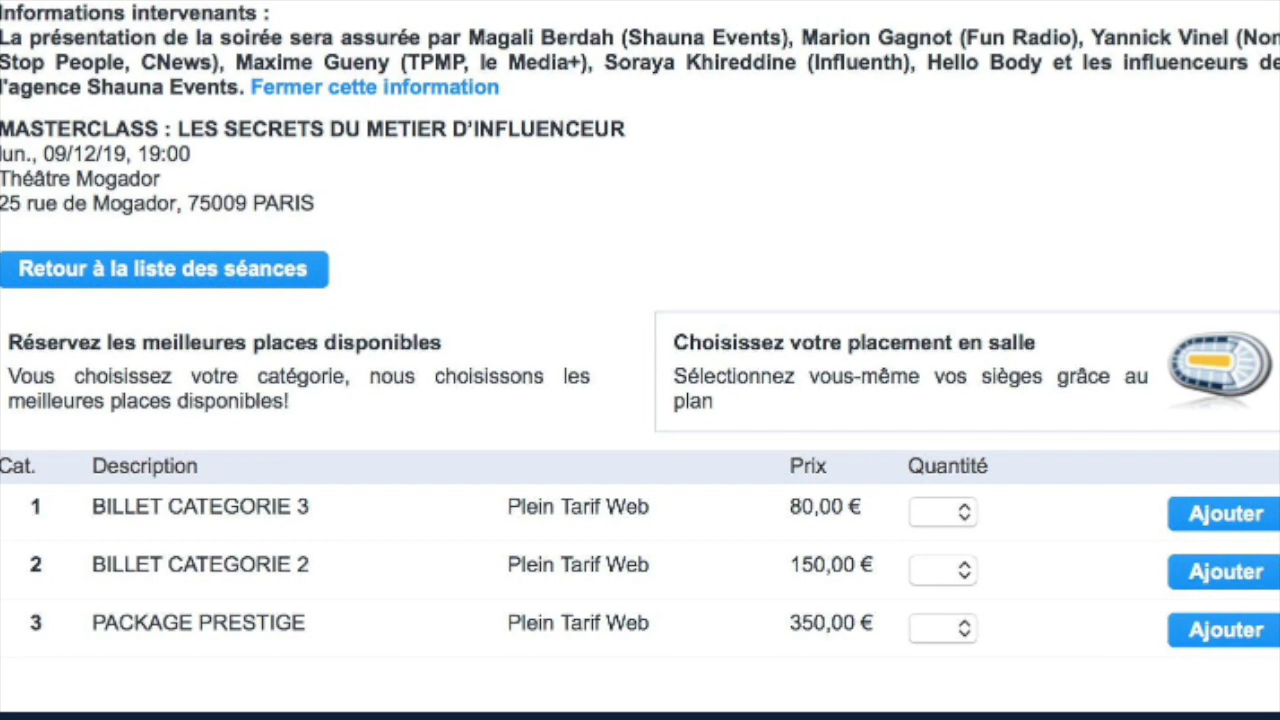 Informations intervenants :
La présentation de la soirée sera assurée par Magali Berdah (Shauna Events), Marion Gagnot (Fun Radio), Yannick Vinel (Non
Stop People, CNews), Maxime Gueny (TPMP, le Media+), Soraya Khireddine (Influenth), Hello Body et les influenceurs de
l'agence Shauna Events. Fermer cette information
MASTERCLASS : LES SECRETS DU METIER D'INFLUENCEUR
lun., 09/12/19, 19:00
Théâtre Mogador
25 rue de Mogador, 75009 PARIS
Retour à la liste des séances
Réservez les meilleures places disponibles
Vous choisissez votre catégorie, nous choisissons les
meilleures places disponibles!
Choisissez votre placement en salle
Sélectionnez vous-même vos sièges grâce au
plan
Cat. Description Prix Quantité
1 BILLET CATEGORIE 3 Plein Tarif Web 80,00 € Ajouter
2 BILLET CATEGORIE 2 Plein Tarif Web 150,00 € Ajouter
3 PACKAGE PRESTIGE Plein Tarif Web 350,00 € Ajouter